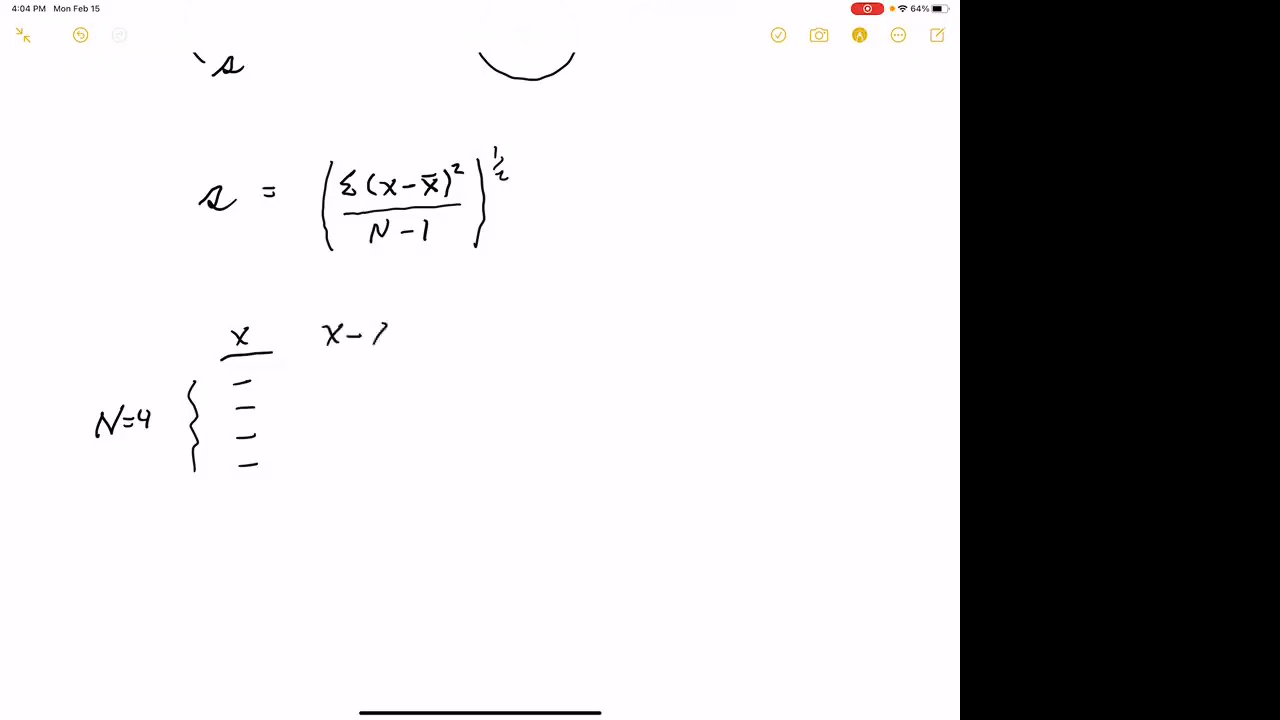 4:04 PM Mon Feb 15 64%
s
s = (Σ(x-x̄)²/N-1)^½
x x-
N=4